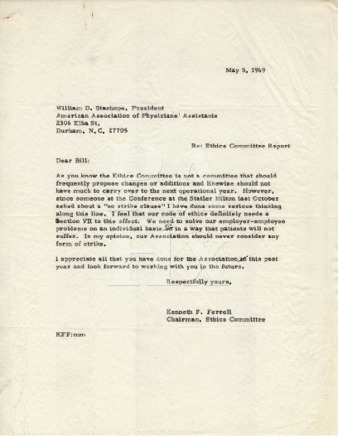 May 5, 1969
William D. Stanhope, President
American Association of Physicians' Assistants
2306 Elba St.
Durham, N. C. 27705
Re: Ethics Committee Report
Dear Bill:
As you know the Ethics Committee is not a committee that should
frequently propose changes or additions and likewise should not
have much to carry over to the next operational year. However,
since someone at the Conference at the Statler Hilton last October
asked about a "no strike clause" I have done some serious thinking
along this line. I feel that our code of ethics definitely needs a
Section VII to this effect. We need to solve our employer-employee
problems on an individual basis in a way that patients will not
suffer. In my opinion, our Association should never consider any
form of strike.
I appreciate all that you have done for the Association this past
year and look forward to working with you in the future.
Respectfully yours,
Kenneth F. Ferrell
Chairman, Ethics Committee
KFF:mm